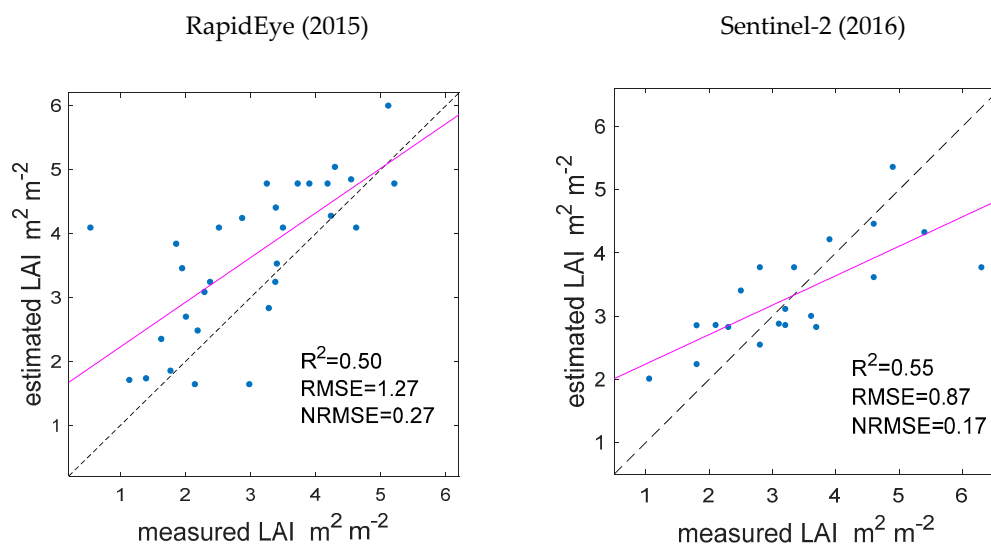 RapidEye (2015)
6
5
4
3
2
1
estimated LAI m² m⁻²
R²=0.50
RMSE=1.27
NRMSE=0.27
1 2 3 4 5 6
measured LAI m² m⁻²
Sentinel-2 (2016)
6
5
4
3
2
1
estimated LAI m² m⁻²
R²=0.55
RMSE=0.87
NRMSE=0.17
1 2 3 4 5 6
measured LAI m² m⁻²